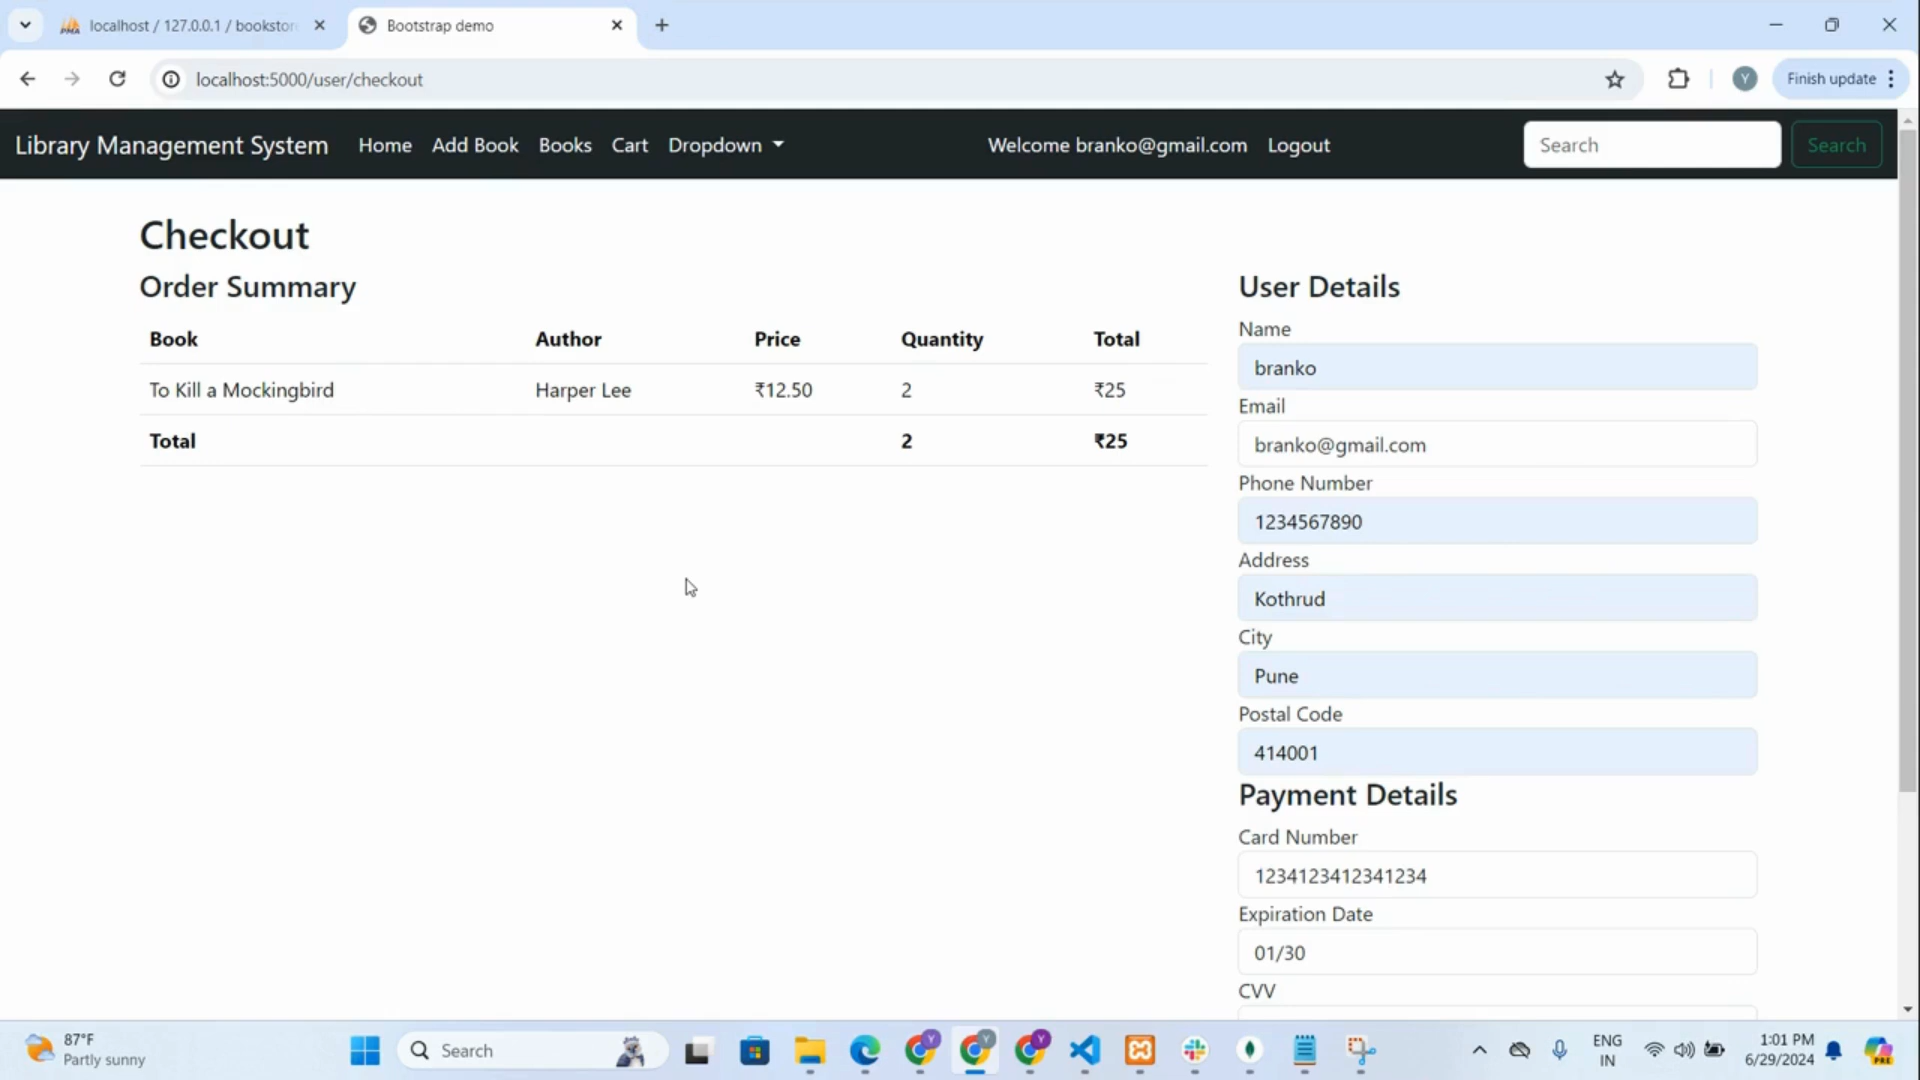 localhost / 127.0.0.1 / bookstor
Bootstrap demo
localhost:5000/user/checkout
Y
Finish update
Library Management System
Home
Add Book
Books
Cart
Dropdown
Welcome branko@gmail.com
Logout
Search
Search
Checkout
Order Summary
Book Author Price Quantity Total
To Kill a Mockingbird Harper Lee ₹12.50 2 ₹25
Total 2 ₹25
User Details
Name
branko
Email
branko@gmail.com
Phone Number
1234567890
Address
Kothrud
City
Pune
Postal Code
414001
Payment Details
Card Number
1234123412341234
Expiration Date
01/30
CVV
87°F
Partly sunny
Search
Y
Y
Y
ENG
IN
1:01 PM
6/29/2024
PRE